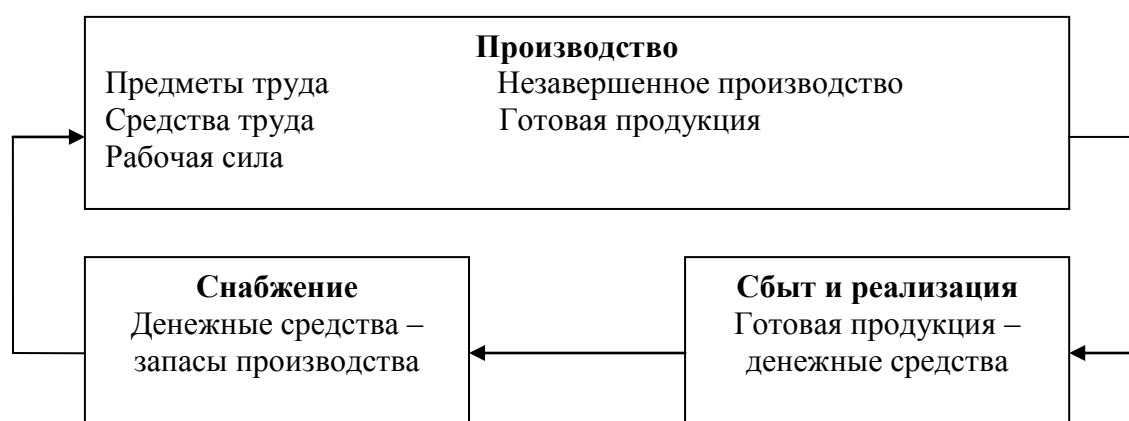 Производство
Предметы труда Незавершенное производство
Средства труда Готовая продукция
Рабочая сила
Снабжение
Денежные средства –
запасы производства
Сбыт и реализация
Готовая продукция –
денежные средства